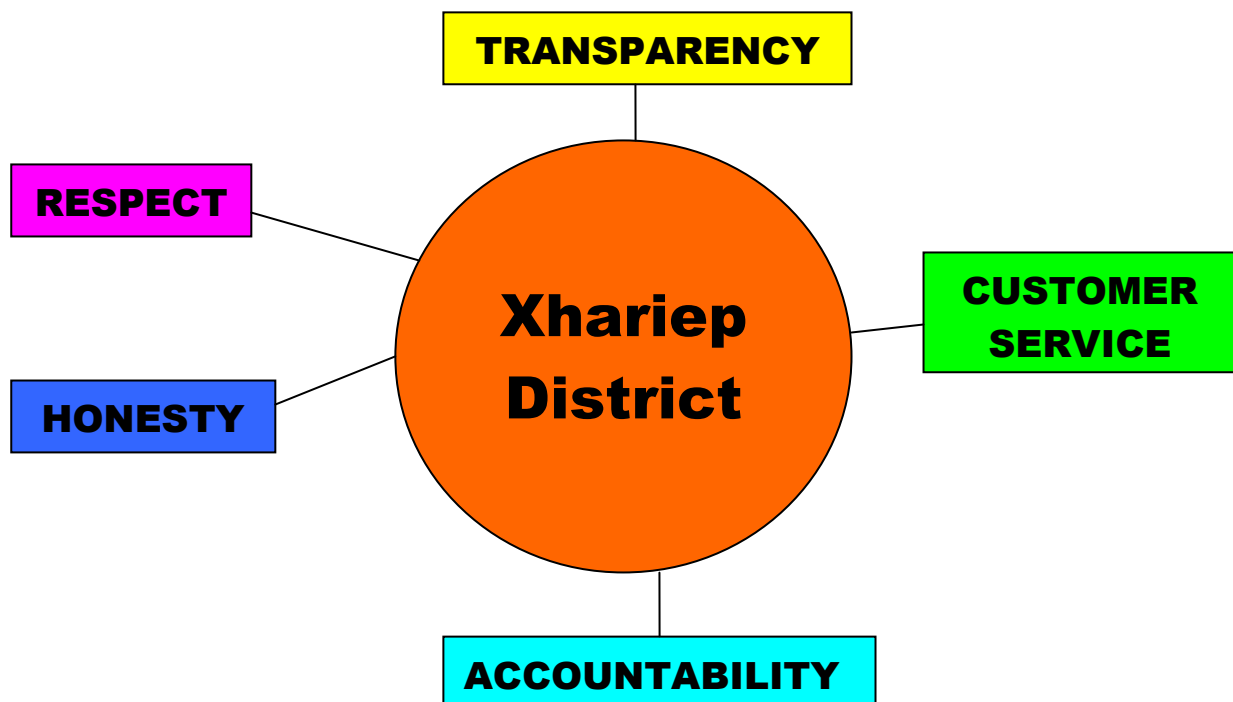 TRANSPARENCY
RESPECT
CUSTOMER
SERVICE
Xhariep
District
HONESTY
ACCOUNTABILITY